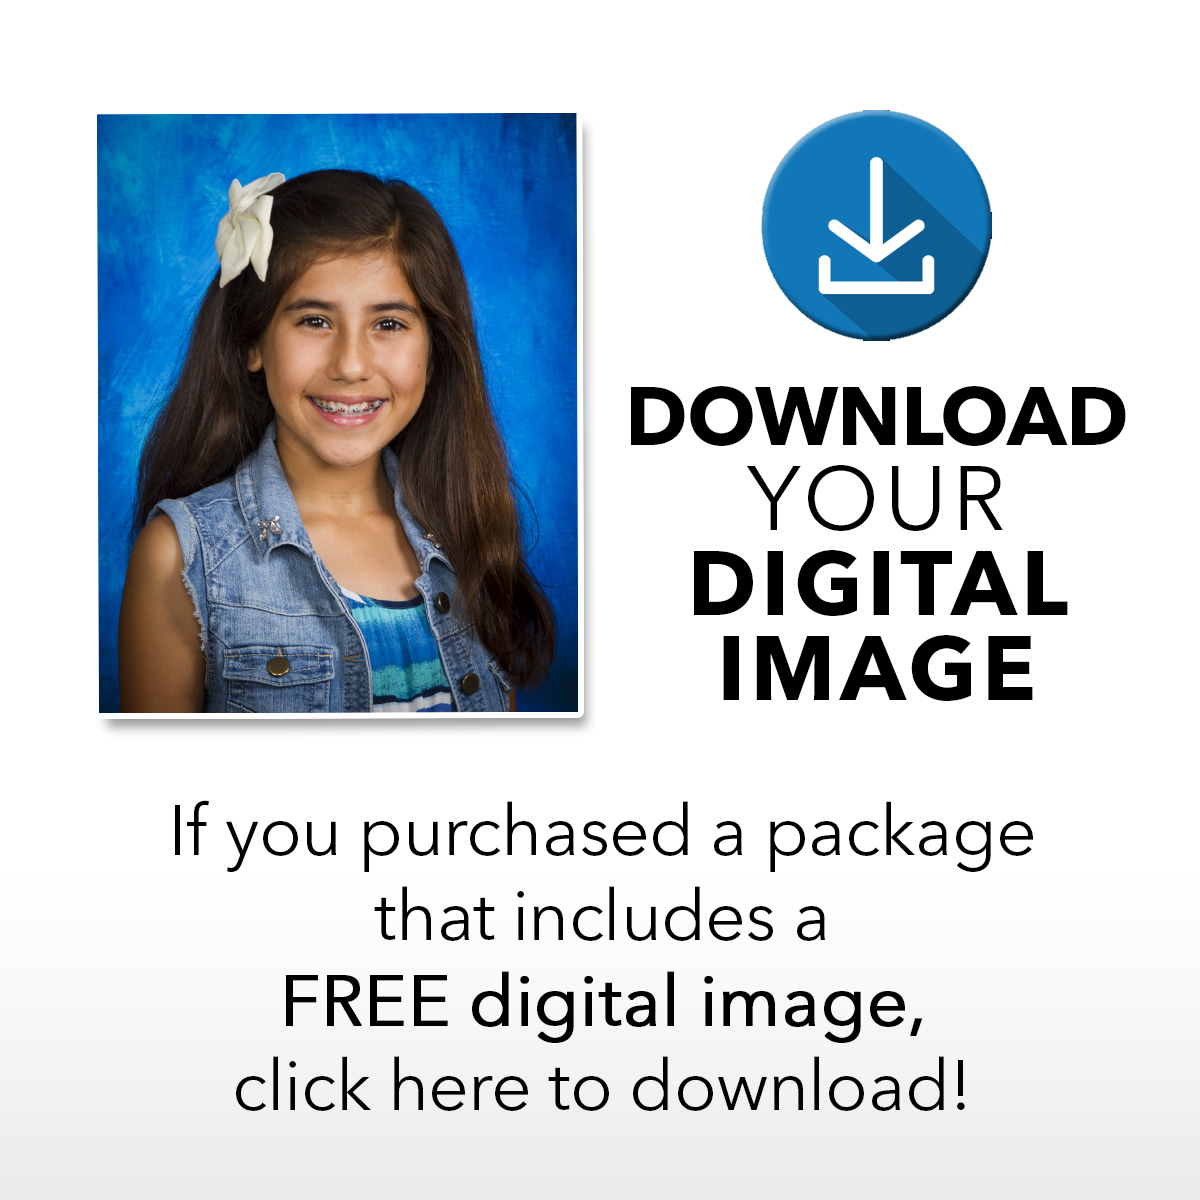 DOWNLOAD
YOUR
DIGITAL
IMAGE
If you purchased a package
that includes a
FREE digital image,
click here to download!